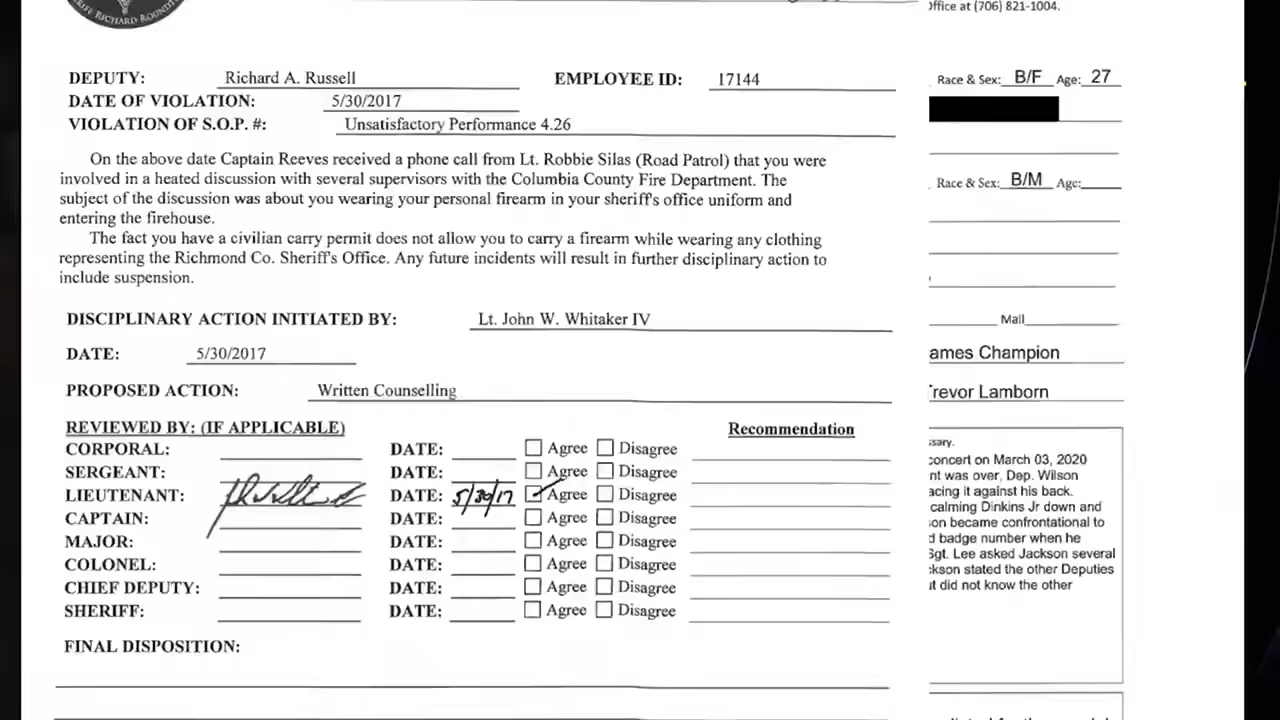 SHERIFF RICHARD ROUND
Office at (706) 821-1004.
DEPUTY: Richard A. Russell EMPLOYEE ID: 17144
DATE OF VIOLATION: 5/30/2017
VIOLATION OF S.O.P. #: Unsatisfactory Performance 4.26
On the above date Captain Reeves received a phone call from Lt. Robbie Silas (Road Patrol) that you were
involved in a heated discussion with several supervisors with the Columbia County Fire Department. The
subject of the discussion was about you wearing your personal firearm in your sheriff's office uniform and
entering the firehouse.
The fact you have a civilian carry permit does not allow you to carry a firearm while wearing any clothing
representing the Richmond Co. Sheriff's Office. Any future incidents will result in further disciplinary action to
include suspension.
DISCIPLINARY ACTION INITIATED BY: Lt. John W. Whitaker IV
DATE: 5/30/2017
PROPOSED ACTION: Written Counselling
REVIEWED BY: (IF APPLICABLE) Recommendation
CORPORAL: DATE: Agree Disagree
SERGEANT: DATE: Agree Disagree
LIEUTENANT: DATE: 5/30/17 Agree Disagree
CAPTAIN: DATE: Agree Disagree
MAJOR: DATE: Agree Disagree
COLONEL: DATE: Agree Disagree
CHIEF DEPUTY: DATE: Agree Disagree
SHERIFF: DATE: Agree Disagree
FINAL DISPOSITION:
Race & Sex: B/F Age: 27
Race & Sex: B/M Age:
Mail
ames Champion
Trevor Lamborn
ssary.
concert on March 03, 2020
nt was over, Dep. Wilson
acing it against his back.
calming Dinkins Jr down and
son became confrontational to
d badge number when he
Sgt. Lee asked Jackson several
ckson stated the other Deputies
ut did not know the other